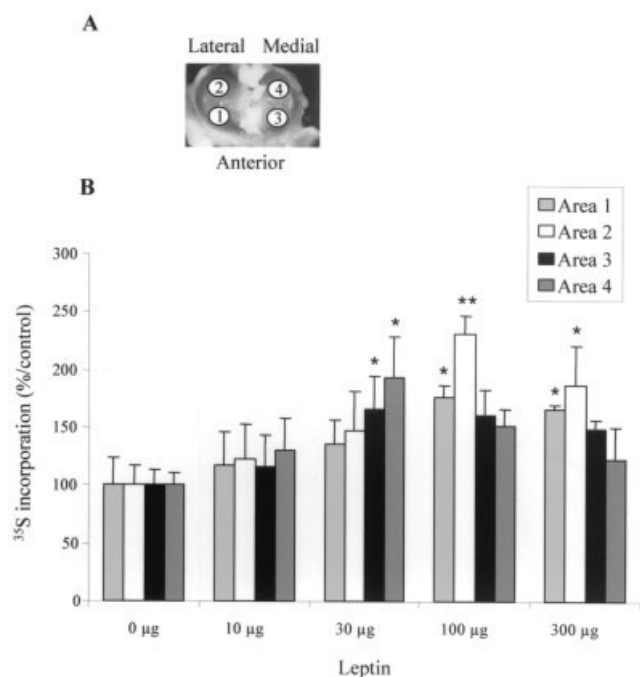 A
Lateral Medial
2 4
1 3
Anterior
B
Area 1
Area 2
Area 3
Area 4
³⁵S incorporation (%/control)
300
250
200
150
100
50
0
* * * ** * *
0 µg 10 µg 30 µg 100 µg 300 µg
Leptin